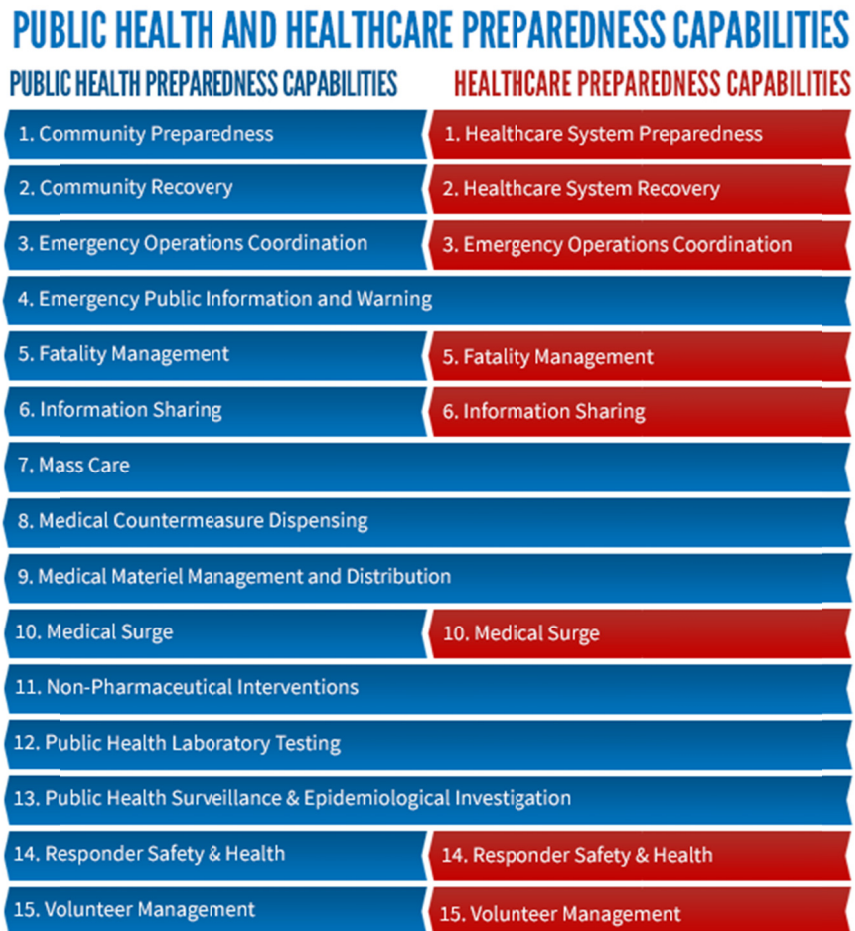 PUBLIC HEALTH AND HEALTHCARE PREPAREDNESS CAPABILITIES
PUBLIC HEALTH PREPAREDNESS CAPABILITIES
HEALTHCARE PREPAREDNESS CAPABILITIES
1. Community Preparedness
1. Healthcare System Preparedness
2. Community Recovery
2. Healthcare System Recovery
3. Emergency Operations Coordination
3. Emergency Operations Coordination
4. Emergency Public Information and Warning
5. Fatality Management
5. Fatality Management
6. Information Sharing
6. Information Sharing
7. Mass Care
8. Medical Countermeasure Dispensing
9. Medical Materiel Management and Distribution
10. Medical Surge
10. Medical Surge
11. Non-Pharmaceutical Interventions
12. Public Health Laboratory Testing
13. Public Health Surveillance & Epidemiological Investigation
14. Responder Safety & Health
14. Responder Safety & Health
15. Volunteer Management
15. Volunteer Management